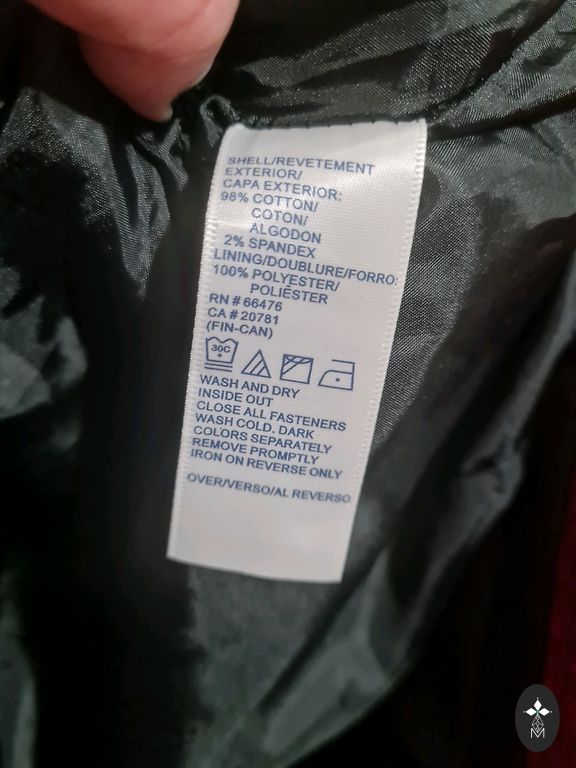 SHELL/REVETEMENT
EXTERIOR/
CAPA EXTERIOR:
98% COTTON/
COTON/
ALGODON
2% SPANDEX
LINING/DOUBLURE/FORRO:
100% POLYESTER/
POLIÉSTER
RN # 66476
CA # 20781
(FIN-CAN)
30C
WASH AND DRY
INSIDE OUT
CLOSE ALL FASTENERS
WASH COLD. DARK
COLORS SEPARATELY
REMOVE PROMPTLY
IRON ON REVERSE ONLY
OVER/VERSO/AL REVERSO
M